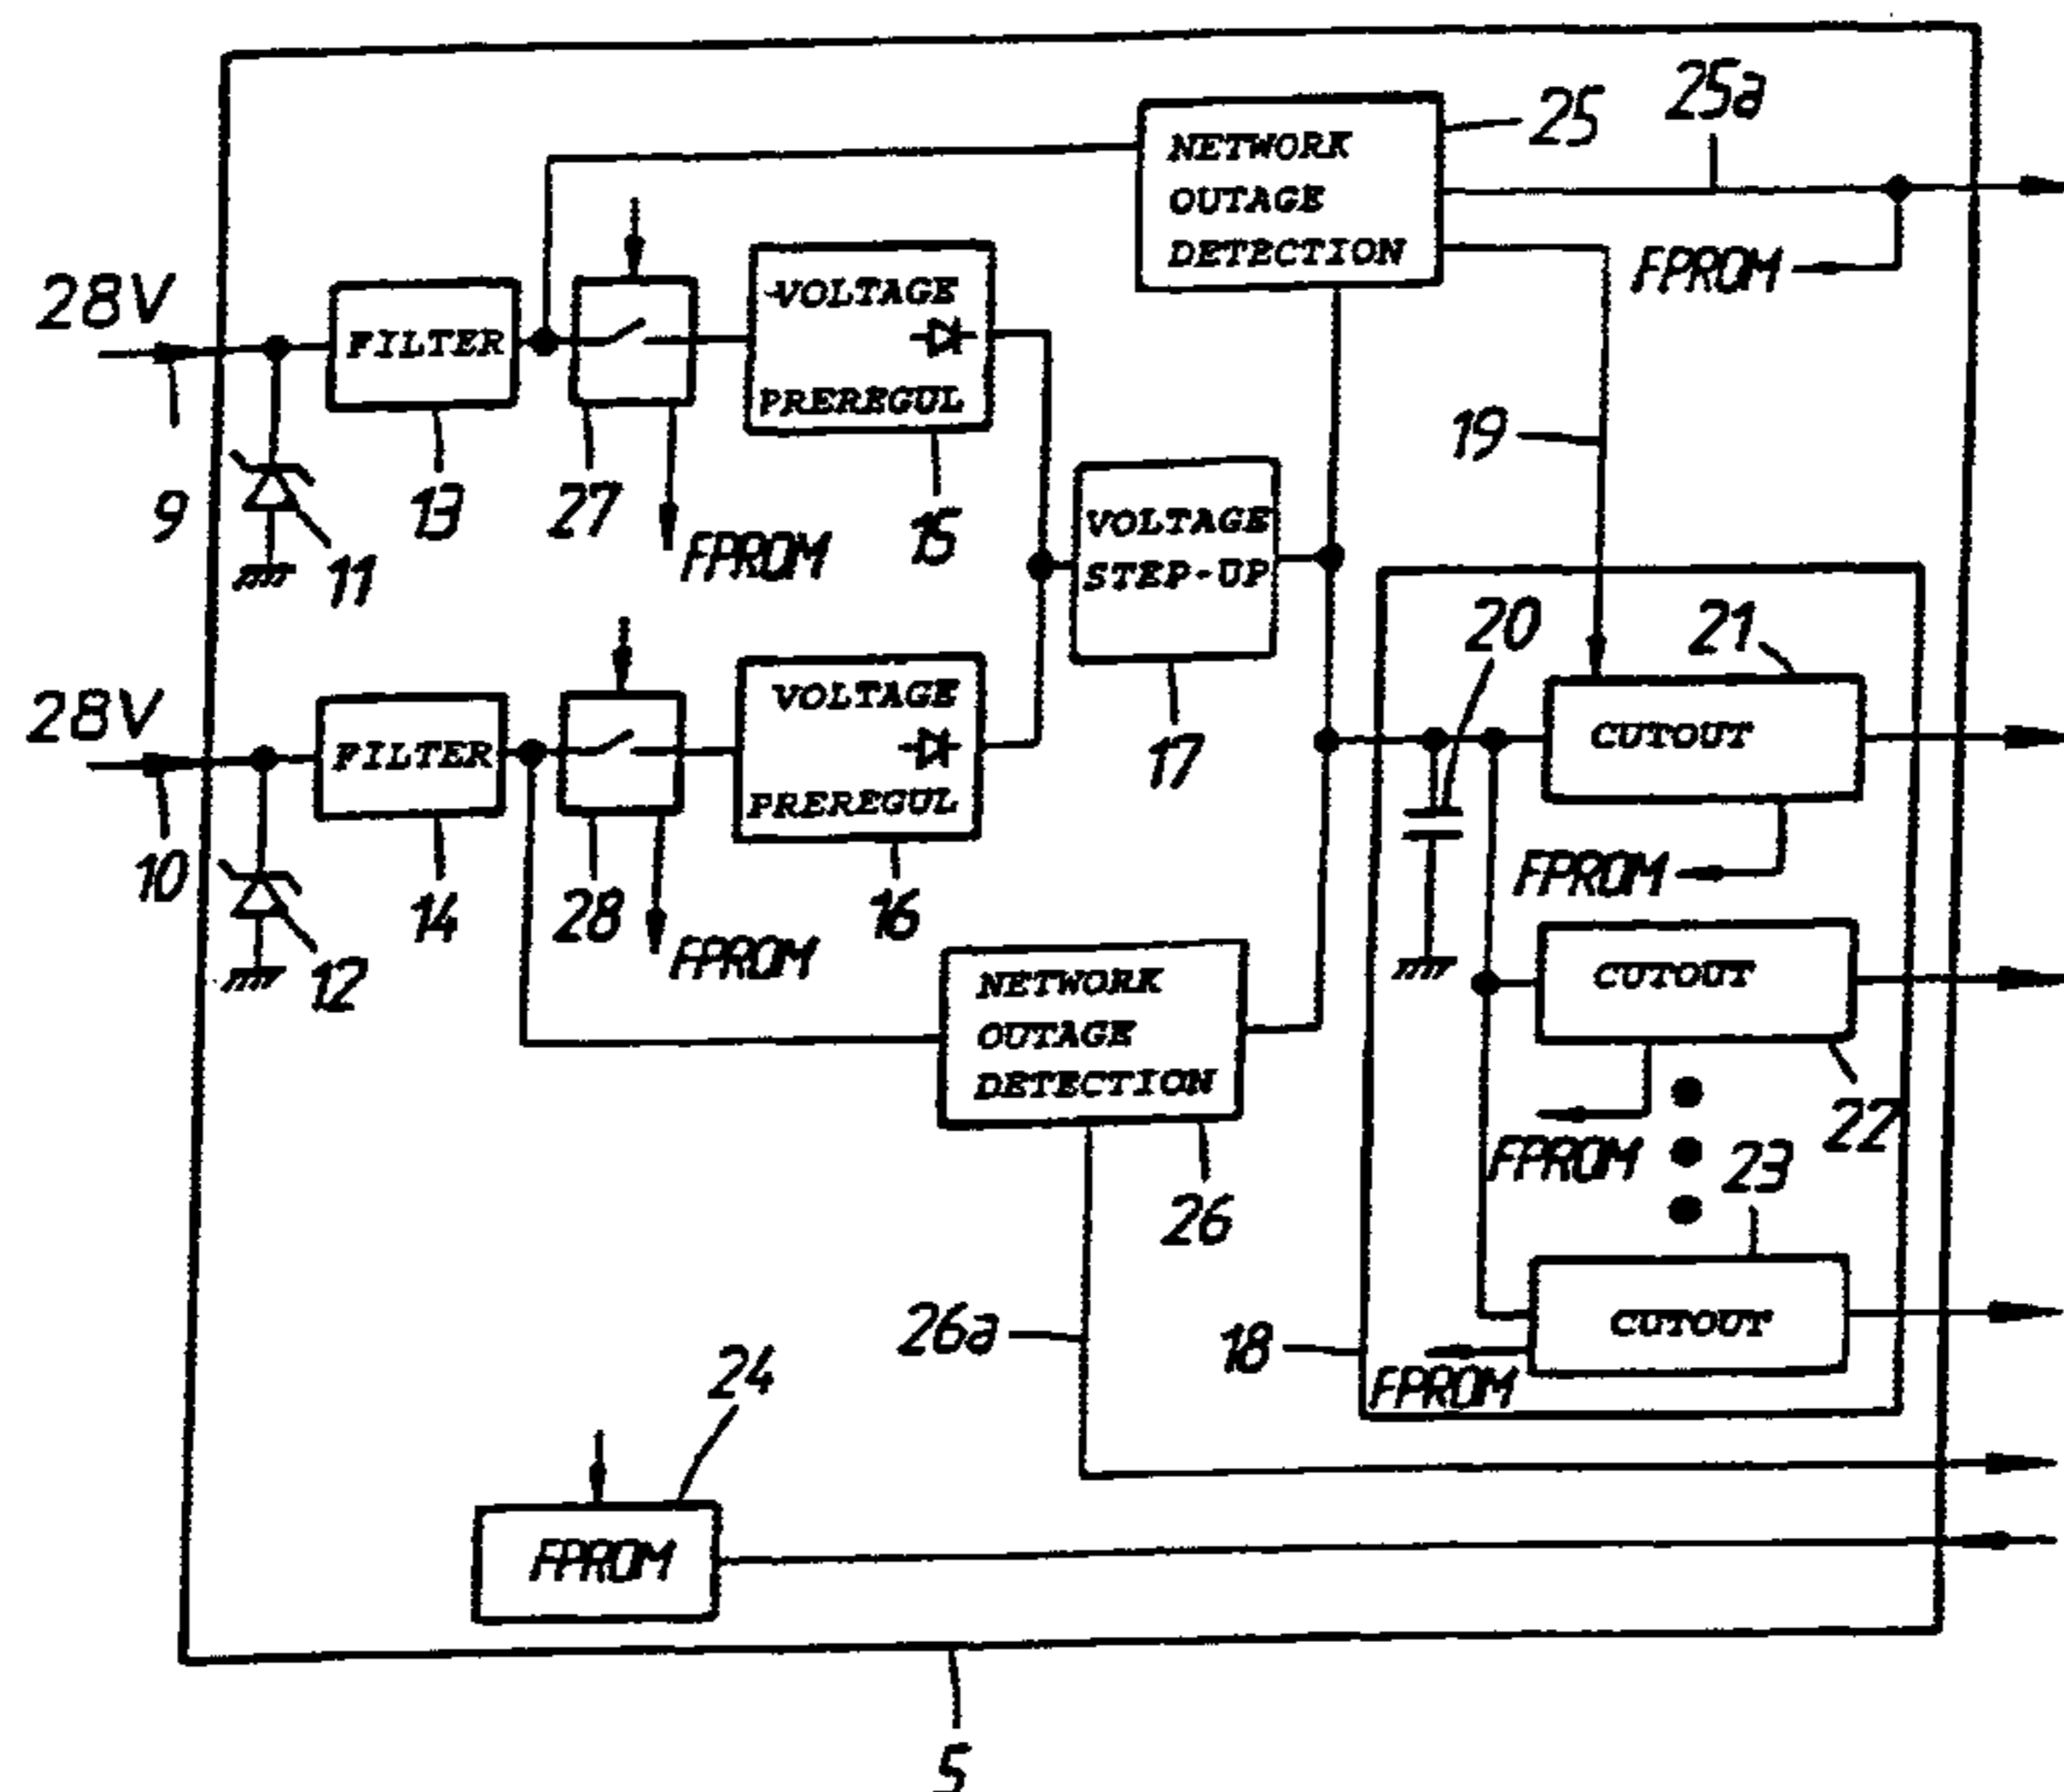 25
25a
NETWORK
OUTAGE
DETECTION
FPROM
28V
FILTER
VOLTAGE
PREREGUL
9
11
13
27
FPROM
15
19
VOLTAGE
STEP-UP
17
20
21
CUTOUT
FPROM
28V
FILTER
VOLTAGE
PREREGUL
10
12
14
28
FPROM
16
NETWORK
OUTAGE
DETECTION
26
26a
CUTOUT
22
FPROM
23
CUTOUT
FPROM
18
24
FPROM
5